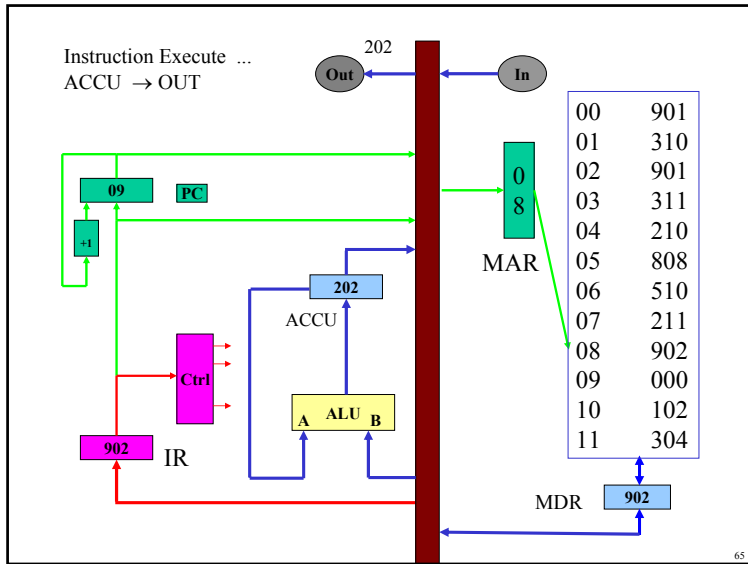 Instruction Execute ...
ACCU → OUT
202
Out
In
09
PC
+1
0
8
MAR
202
ACCU
Ctrl
ALU
A B
902
IR
00 901
01 310
02 901
03 311
04 210
05 808
06 510
07 211
08 902
09 000
10 102
11 304
MDR
902
65